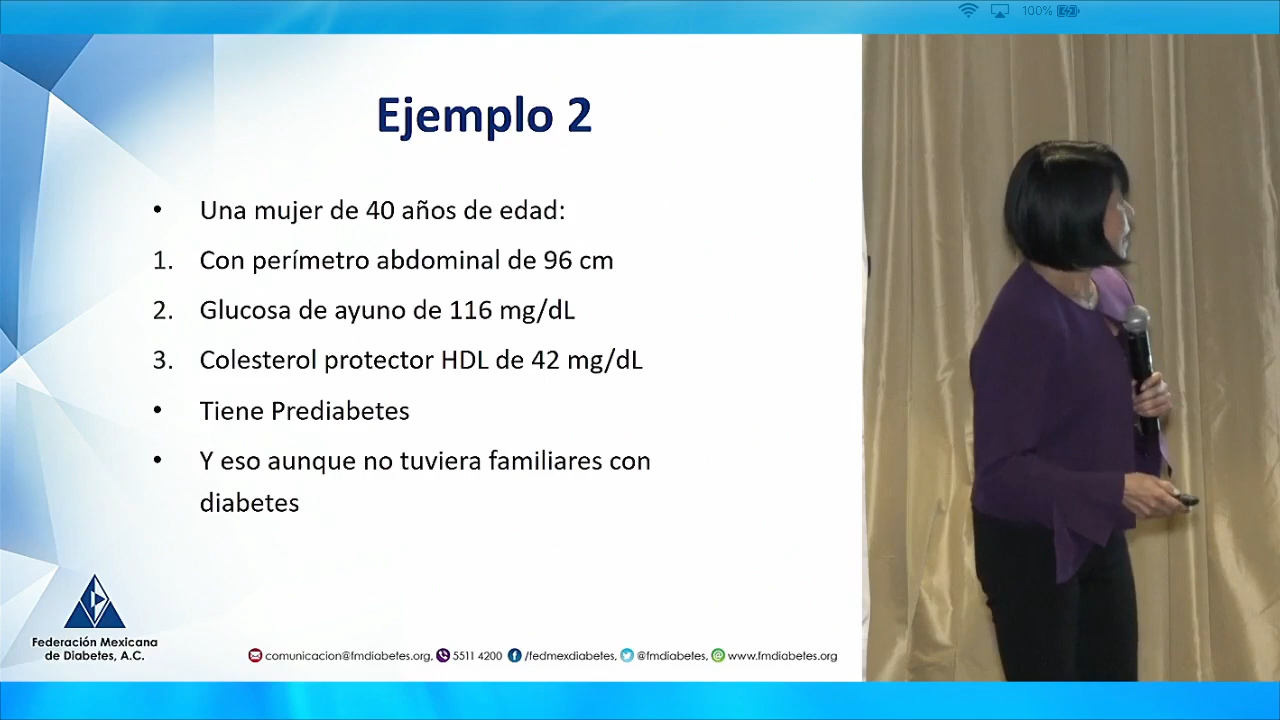 100%
Ejemplo 2
• Una mujer de 40 años de edad:
1. Con perímetro abdominal de 96 cm
2. Glucosa de ayuno de 116 mg/dL
3. Colesterol protector HDL de 42 mg/dL
• Tiene Prediabetes
• Y eso aunque no tuviera familiares con
diabetes
Federación Mexicana
de Diabetes, A.C.
comunicacion@fmdiabetes.org, 5511 4200 /fedmexdiabetes, @fmdiabetes, www.fmdiabetes.org